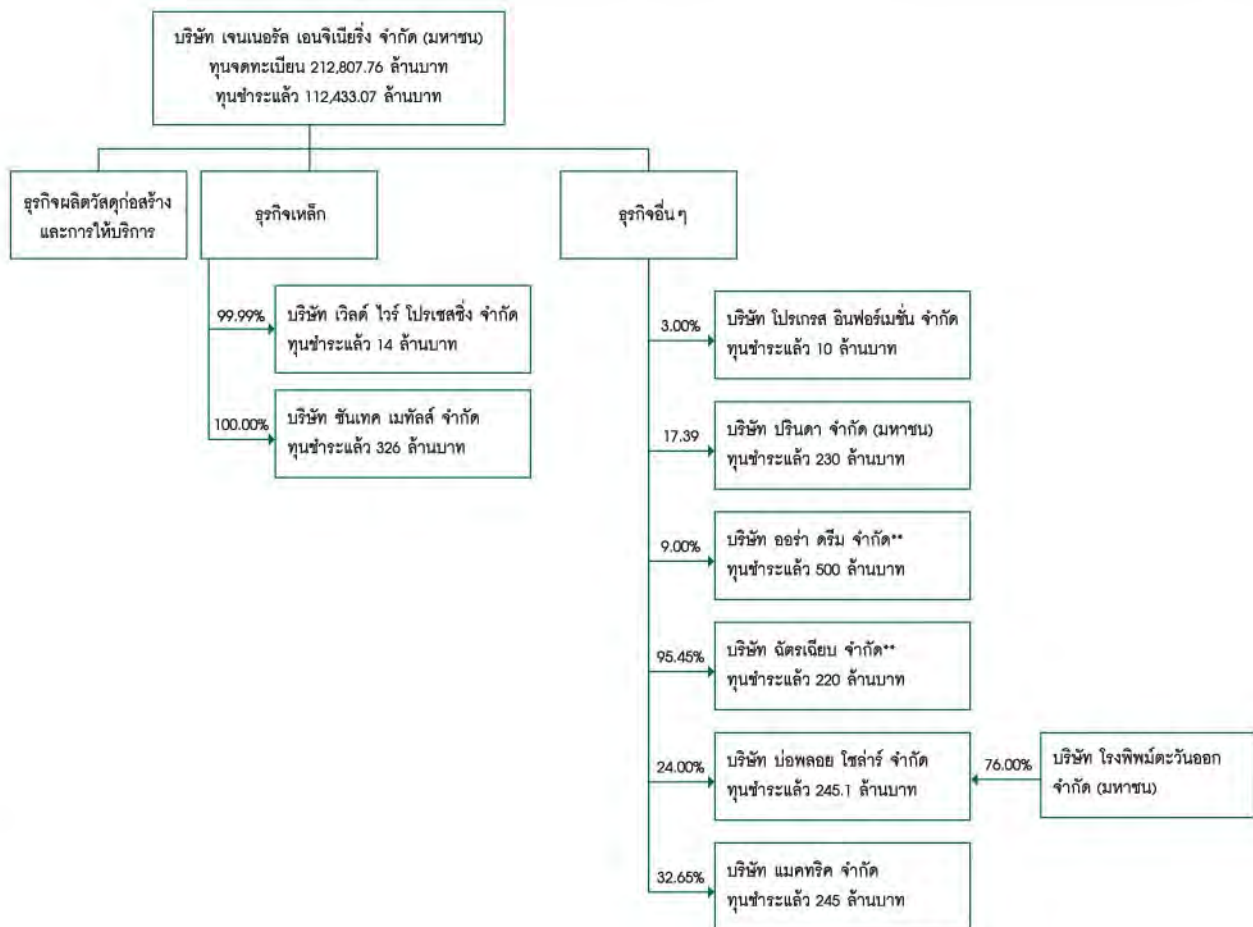 บริษัท เจนเนอรัล เอนจิเนียริ่ง จำกัด (มหาชน)
ทุนจดทะเบียน 212,807.76 ล้านบาท
ทุนชำระแล้ว 112,433.07 ล้านบาท
ธุรกิจผลิตวัสดุก่อสร้าง
และการให้บริการ
ธุรกิจเหล็ก
ธุรกิจอื่นๆ
99.99%
บริษัท เวิลด์ ไวร์ โปรเซสซิ่ง จำกัด
ทุนชำระแล้ว 14 ล้านบาท
100.00%
บริษัท ซันเทค เมทัลส์ จำกัด
ทุนชำระแล้ว 326 ล้านบาท
3.00%
บริษัท โปรเกรส อินฟอร์เมชั่น จำกัด
ทุนชำระแล้ว 10 ล้านบาท
17.39
บริษัท ปรินดา จำกัด (มหาชน)
ทุนชำระแล้ว 230 ล้านบาท
9.00%
บริษัท ออร่า ดรีม จำกัด**
ทุนชำระแล้ว 500 ล้านบาท
95.45%
บริษัท ฉัตรเฉียบ จำกัด**
ทุนชำระแล้ว 220 ล้านบาท
24.00%
บริษัท บ่อพลอย โซล่าร์ จำกัด
ทุนชำระแล้ว 245.1 ล้านบาท
76.00%
บริษัท โรงพิพม์ตะวันออก
จำกัด (มหาชน)
32.65%
บริษัท แมคทริค จำกัด
ทุนชำระแล้ว 245 ล้านบาท